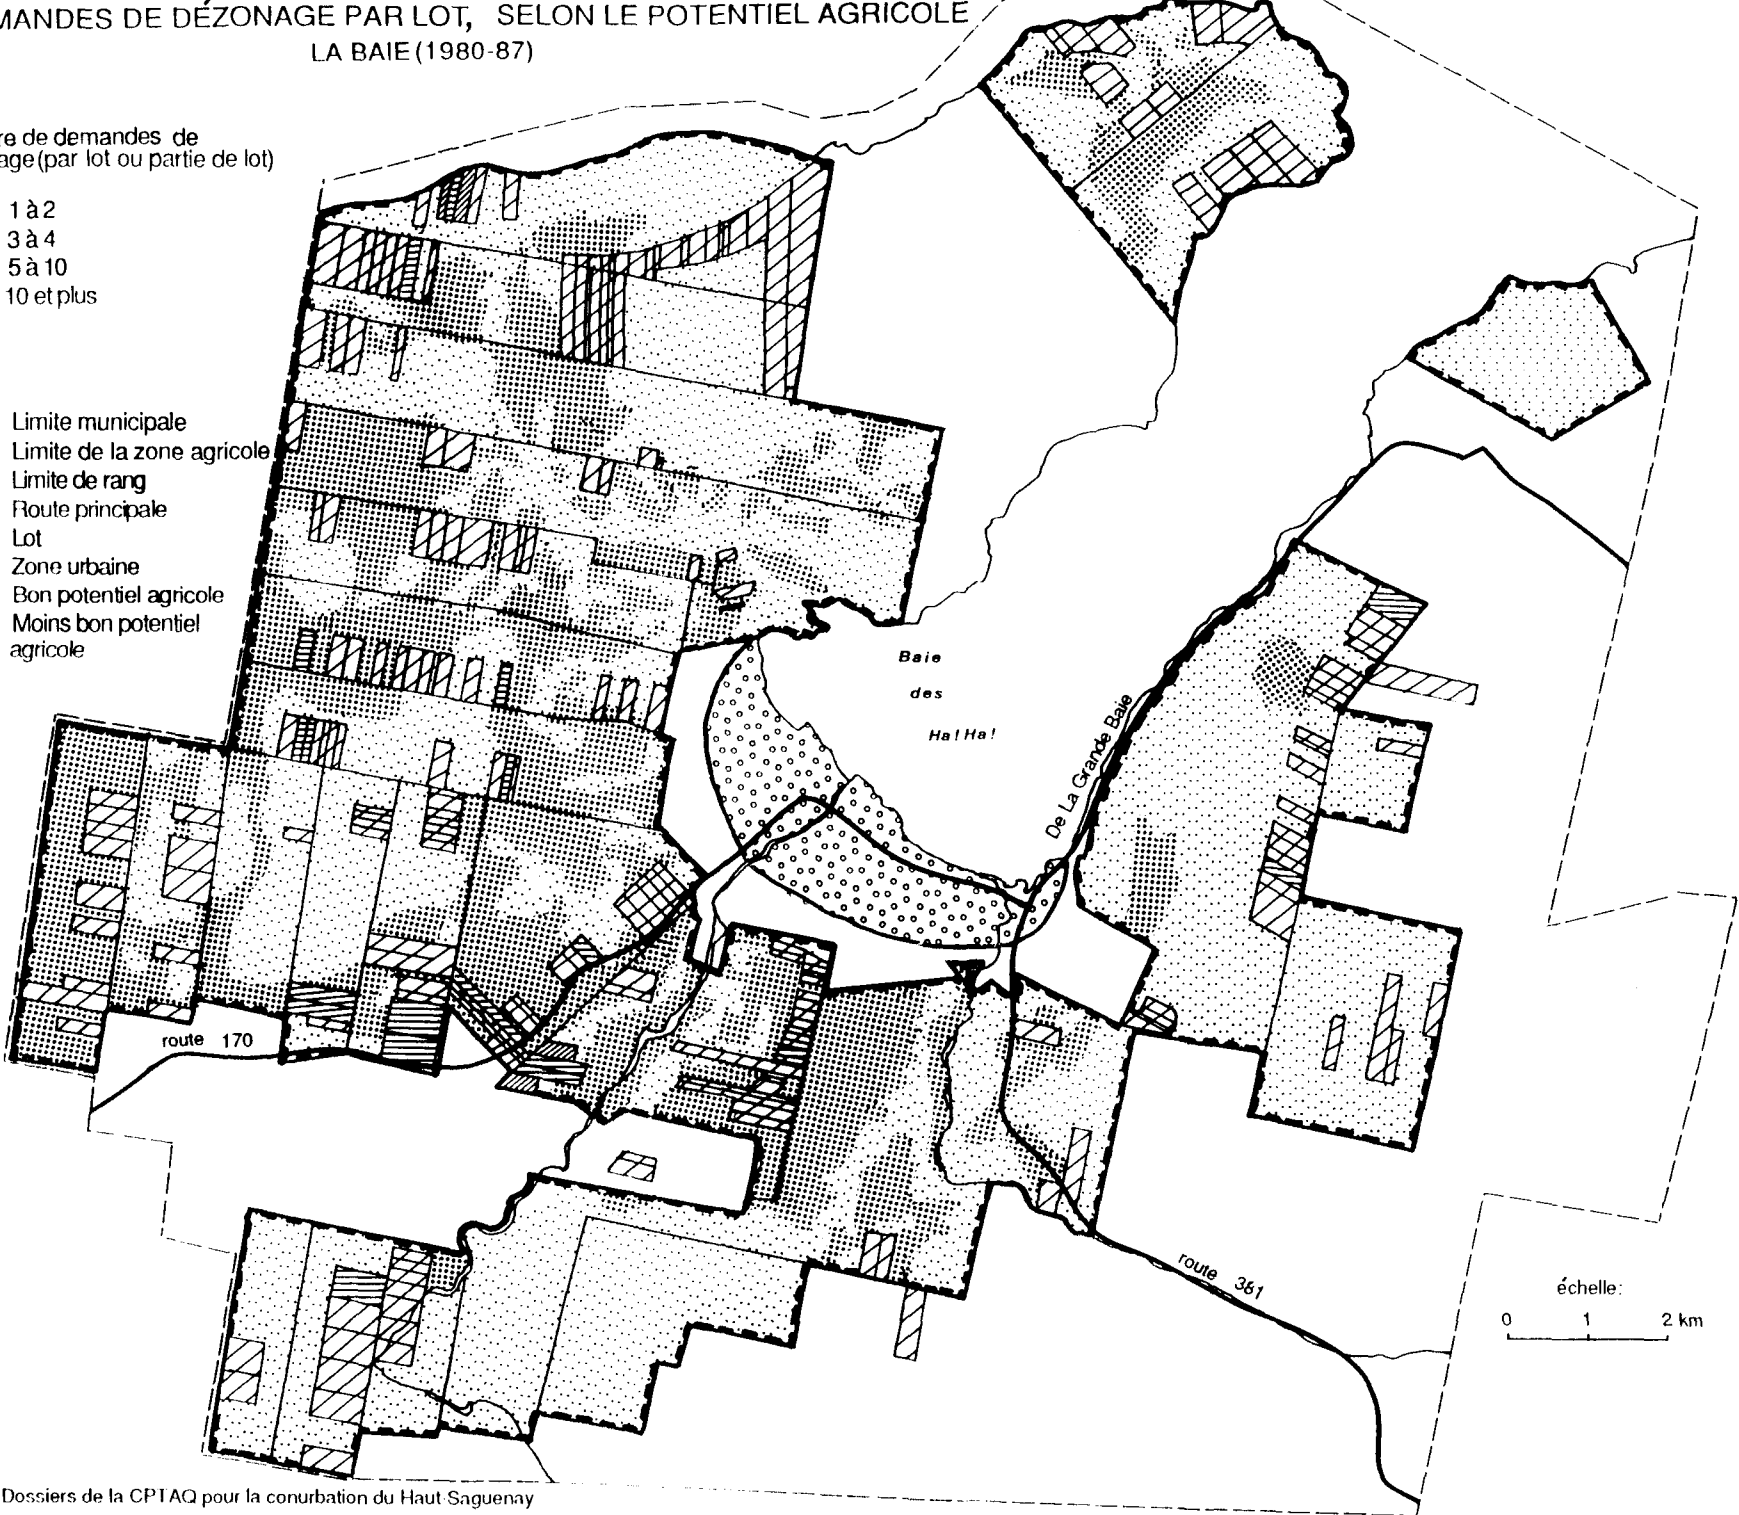 MANDES DE DÉZONAGE PAR LOT, SELON LE POTENTIEL AGRICOLE
LA BAIE (1980-87)
re de demandes de
age (par lot ou partie de lot)
1 à 2
3 à 4
5 à 10
10 et plus
Limite municipale
Limite de la zone agricole
Limite de rang
Route principale
Lot
Zone urbaine
Bon potentiel agricole
Moins bon potentiel
agricole
Baie
des
Ha! Ha!
De La Grande Baie
route 170
route 381
échelle:
0 1 2 km
Dossiers de la CPTAQ pour la conurbation du Haut-Saguenay